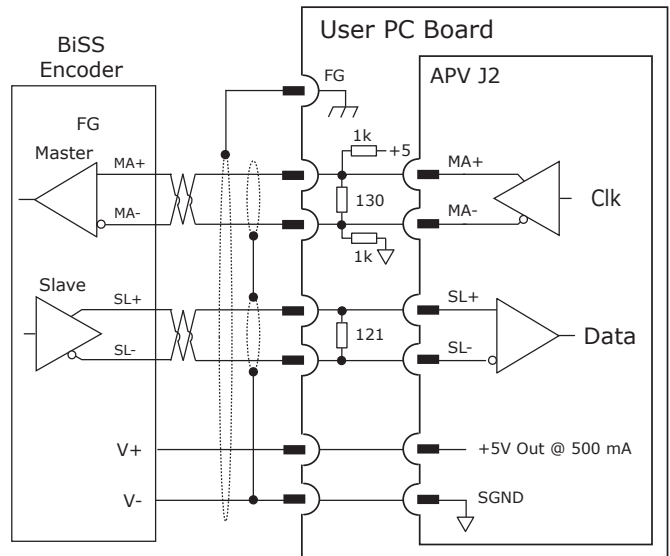 User PC Board
BiSS
Encoder
APV J2
FG
FG
1k
+5
Master
MA+
MA+
130
Clk
MA-
MA-
1k
Slave
SL+
SL+
121
Data
SL-
SL-
V+
+5V Out @ 500 mA
V-
SGND